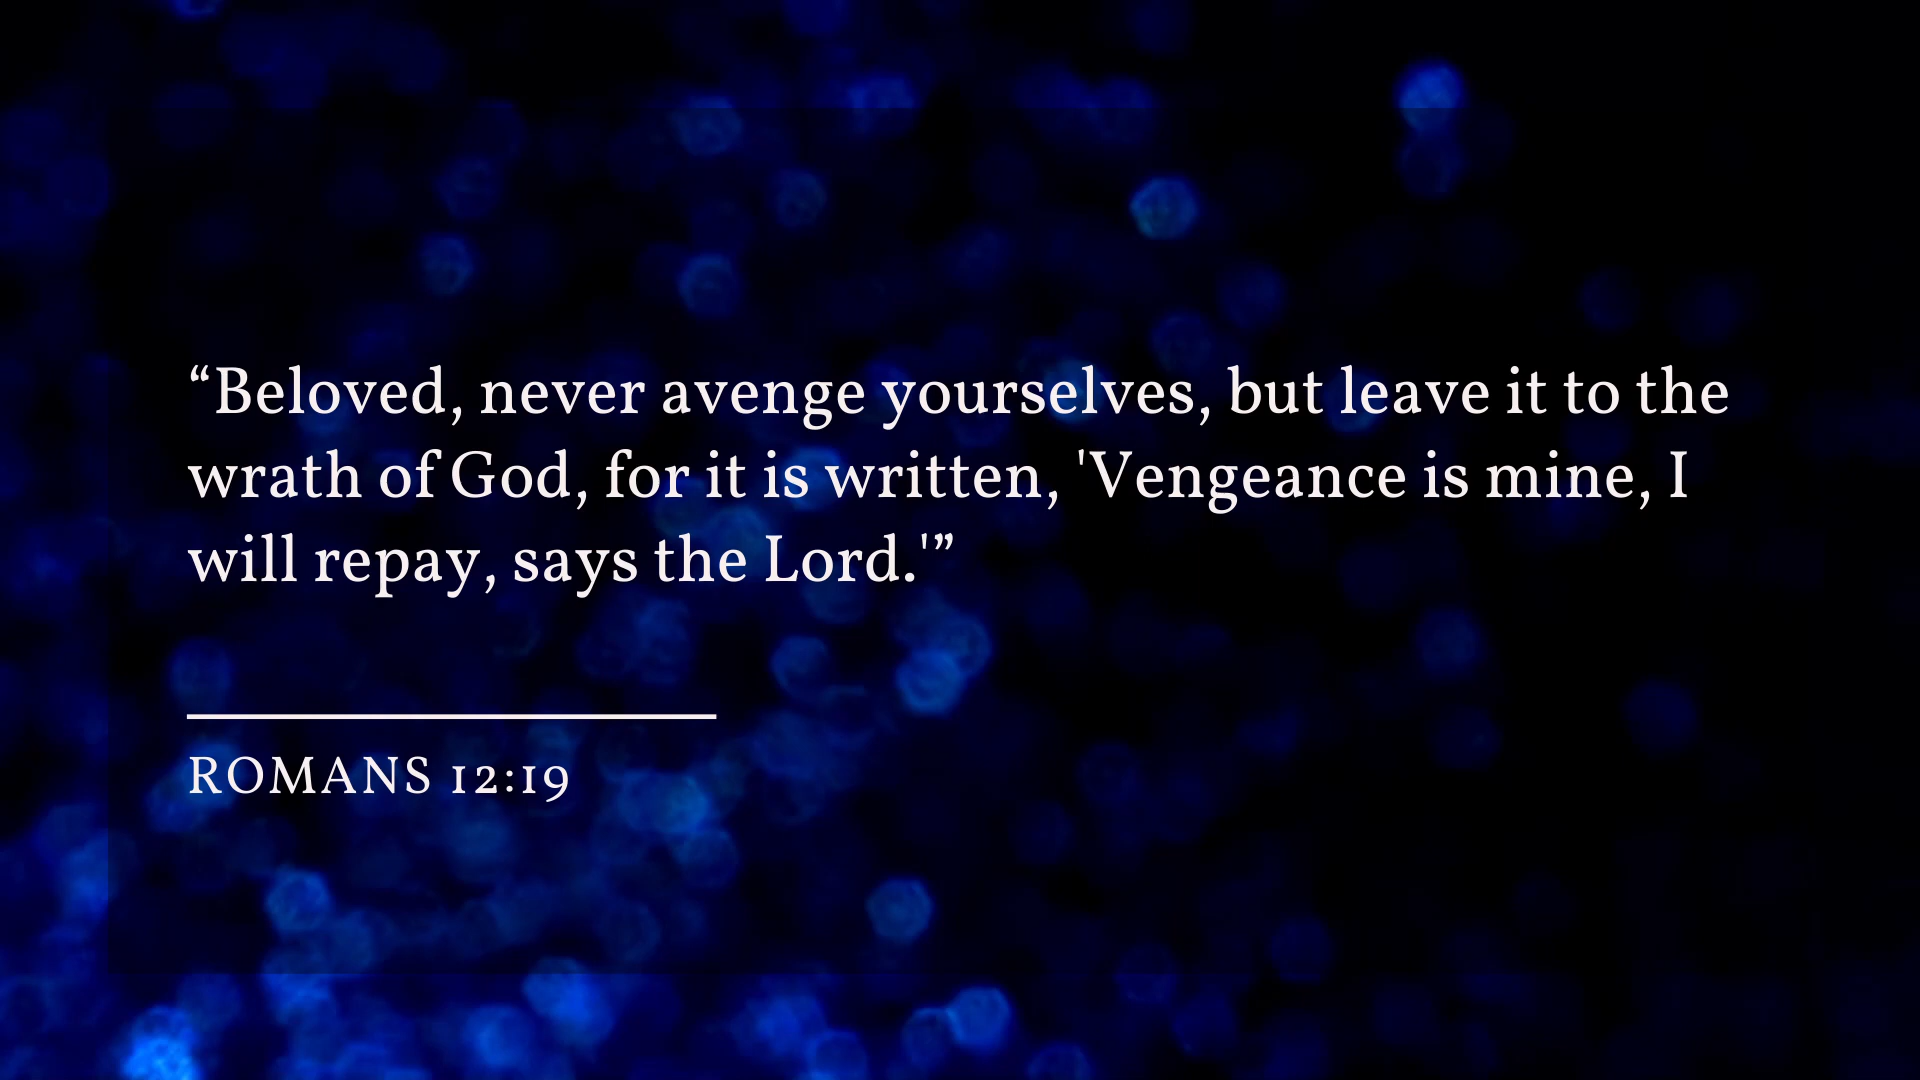 “Beloved, never avenge yourselves, but leave it to the
wrath of God, for it is written, 'Vengeance is mine, I
will repay, says the Lord.'”
ROMANS 12:19